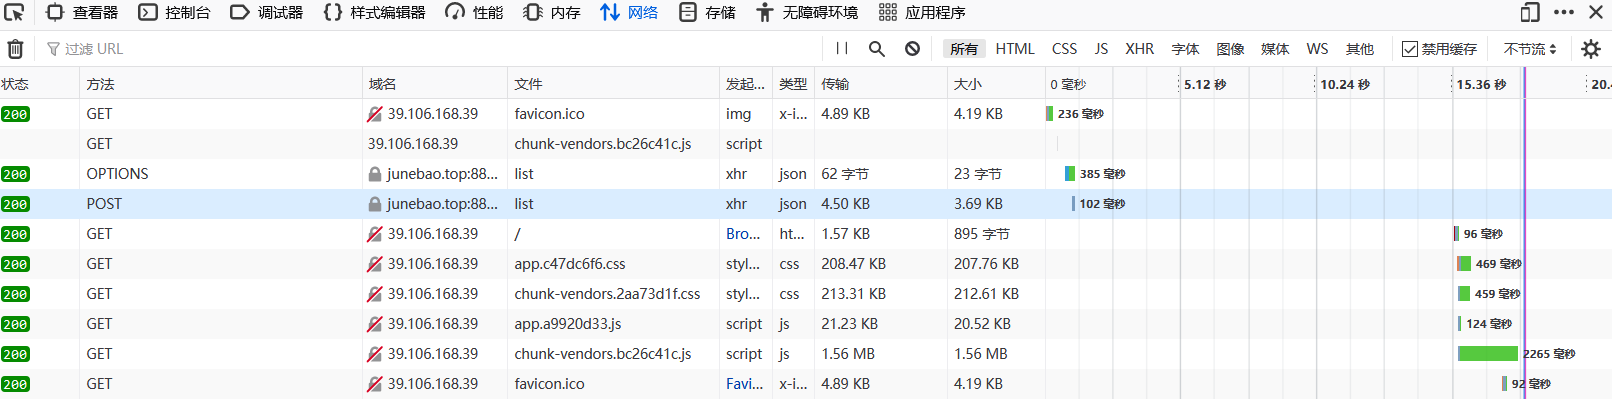 查看器 控制台 调试器 样式编辑器 性能 内存 网络 存储 无障碍环境 应用程序
过滤 URL 所有 HTML CSS JS XHR 字体 图像 媒体 WS 其他 禁用缓存 不节流
状态 方法 域名 文件 发起... 类型 传输 大小 0 毫秒 5.12 秒 10.24 秒 15.36 秒 20.4
200 GET 39.106.168.39 favicon.ico img x-i... 4.89 KB 4.19 KB 236 毫秒
GET 39.106.168.39 chunk-vendors.bc26c41c.js script
200 OPTIONS junebao.top:88... list xhr json 62 字节 23 字节 385 毫秒
200 POST junebao.top:88... list xhr json 4.50 KB 3.69 KB 102 毫秒
200 GET 39.106.168.39 / Bro... ht... 1.57 KB 895 字节 96 毫秒
200 GET 39.106.168.39 app.c47dc6f6.css styl... css 208.47 KB 207.76 KB 469 毫秒
200 GET 39.106.168.39 chunk-vendors.2aa73d1f.css styl... css 213.31 KB 212.61 KB 459 毫秒
200 GET 39.106.168.39 app.a9920d33.js script js 21.23 KB 20.52 KB 124 毫秒
200 GET 39.106.168.39 chunk-vendors.bc26c41c.js script js 1.56 MB 1.56 MB 2265 毫秒
200 GET 39.106.168.39 favicon.ico Favi... x-i... 4.89 KB 4.19 KB 92 毫秒